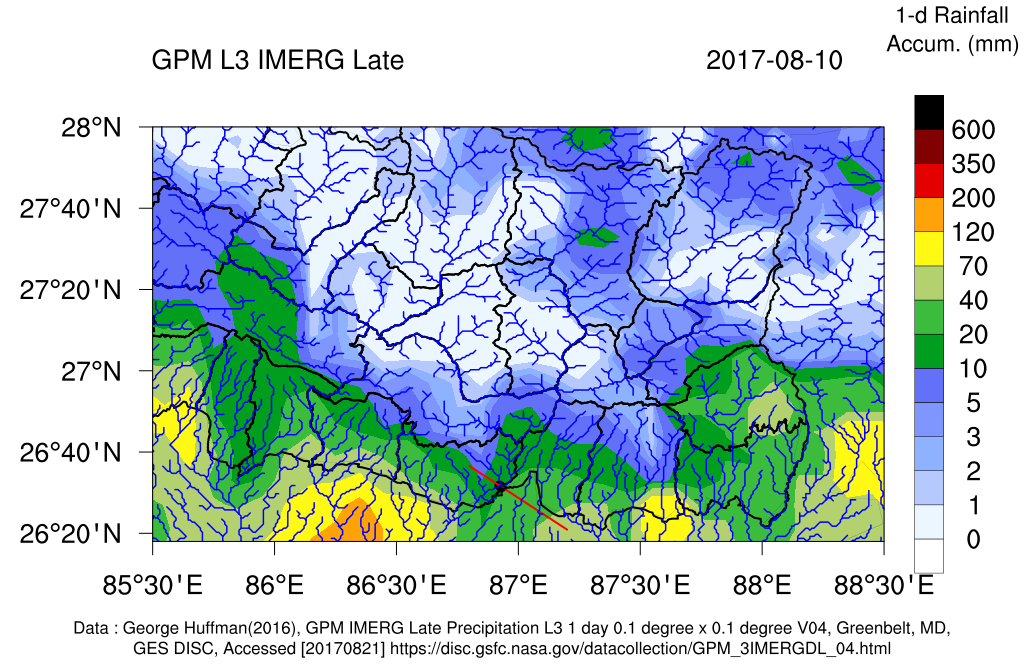 1-d Rainfall
Accum. (mm)
GPM L3 IMERG Late
2017-08-10
28°N
27°40'N
27°20'N
27°N
26°40'N
26°20'N
85°30'E
86°E
86°30'E
87°E
87°30'E
88°E
88°30'E
600
350
200
120
70
40
20
10
5
3
2
1
0
Data : George Huffman(2016), GPM IMERG Late Precipitation L3 1 day 0.1 degree x 0.1 degree V04, Greenbelt, MD,
GES DISC, Accessed [20170821] https://disc.gsfc.nasa.gov/datacollection/GPM_3IMERGDL_04.html